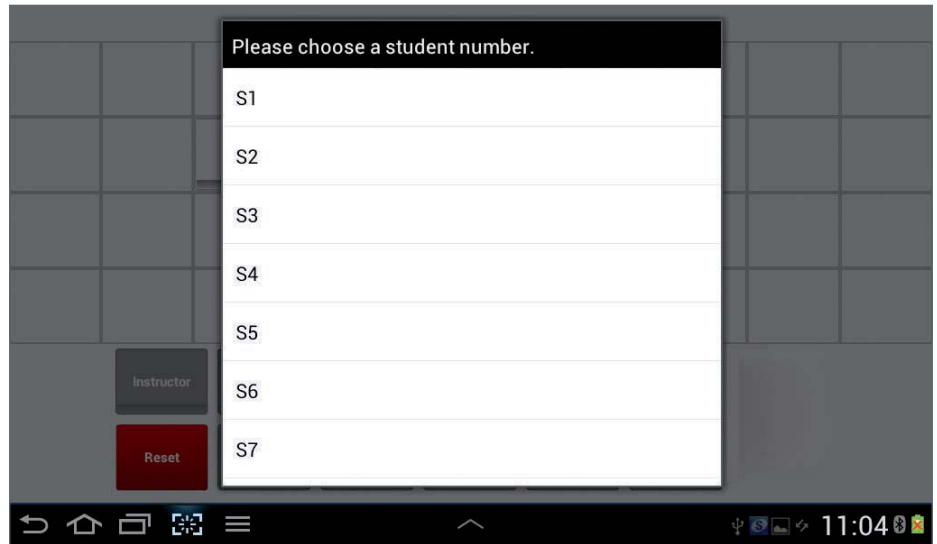 Please choose a student number.
S1
S2
S3
S4
S5
S6
Instructor
S7
Reset
11:04